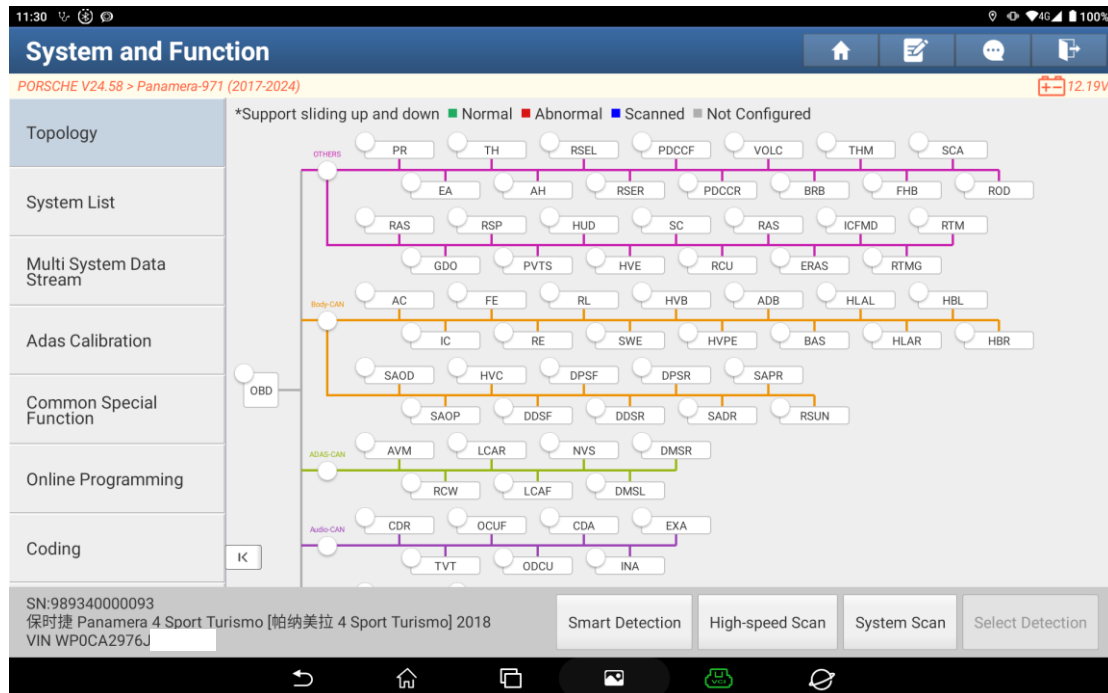 11:30
4G 100%
System and Function
PORSCHE V24.58 > Panamera-971 (2017-2024)
12.19V
Topology
System List
Multi System Data
Stream
Adas Calibration
Common Special
Function
Online Programming
Coding
*Support sliding up and down Normal Abnormal Scanned Not Configured
OBD
OTHERS
PR TH RSEL PDCCF VOLC THM SCA
EA AH RSER PDCCR BRB FHB ROD
RAS RSP HUD SC RAS ICFMD RTM
GDO PVTS HVE RCU ERAS RTMG
Body-CAN
AC FE RL HVB ADB HLAL HBL
IC RE SWE HVPE BAS HLAR HBR
SAOD HVC DPSF DPSR SAPR
SAOP DDSF DDSR SADR RSUN
ADAS-CAN
AVM LCAR NVS DMSR
RCW LCAF DMSL
Audio-CAN
CDR OCUF CDA EXA
TVT ODCU INA
SN:989340000093
保时捷 Panamera 4 Sport Turismo [帕纳美拉 4 Sport Turismo] 2018
VIN WP0CA2976J
Smart Detection
High-speed Scan
System Scan
Select Detection
VCI